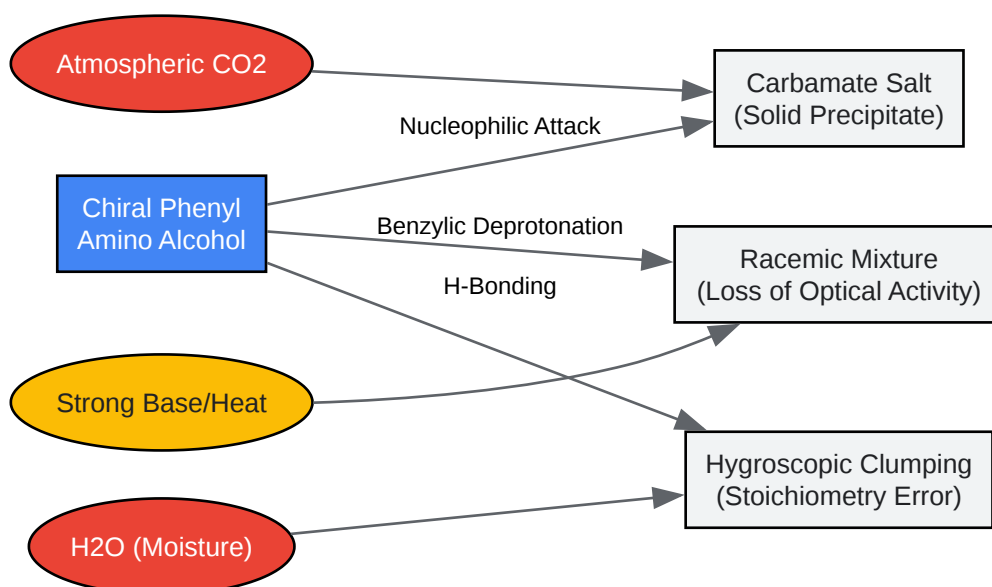 Atmospheric CO2
Carbamate Salt
(Solid Precipitate)
Nucleophilic Attack
Chiral Phenyl
Amino Alcohol
Benzylic Deprotonation
Racemic Mixture
(Loss of Optical Activity)
H-Bonding
Strong Base/Heat
Hygroscopic Clumping
(Stoichiometry Error)
H2O (Moisture)